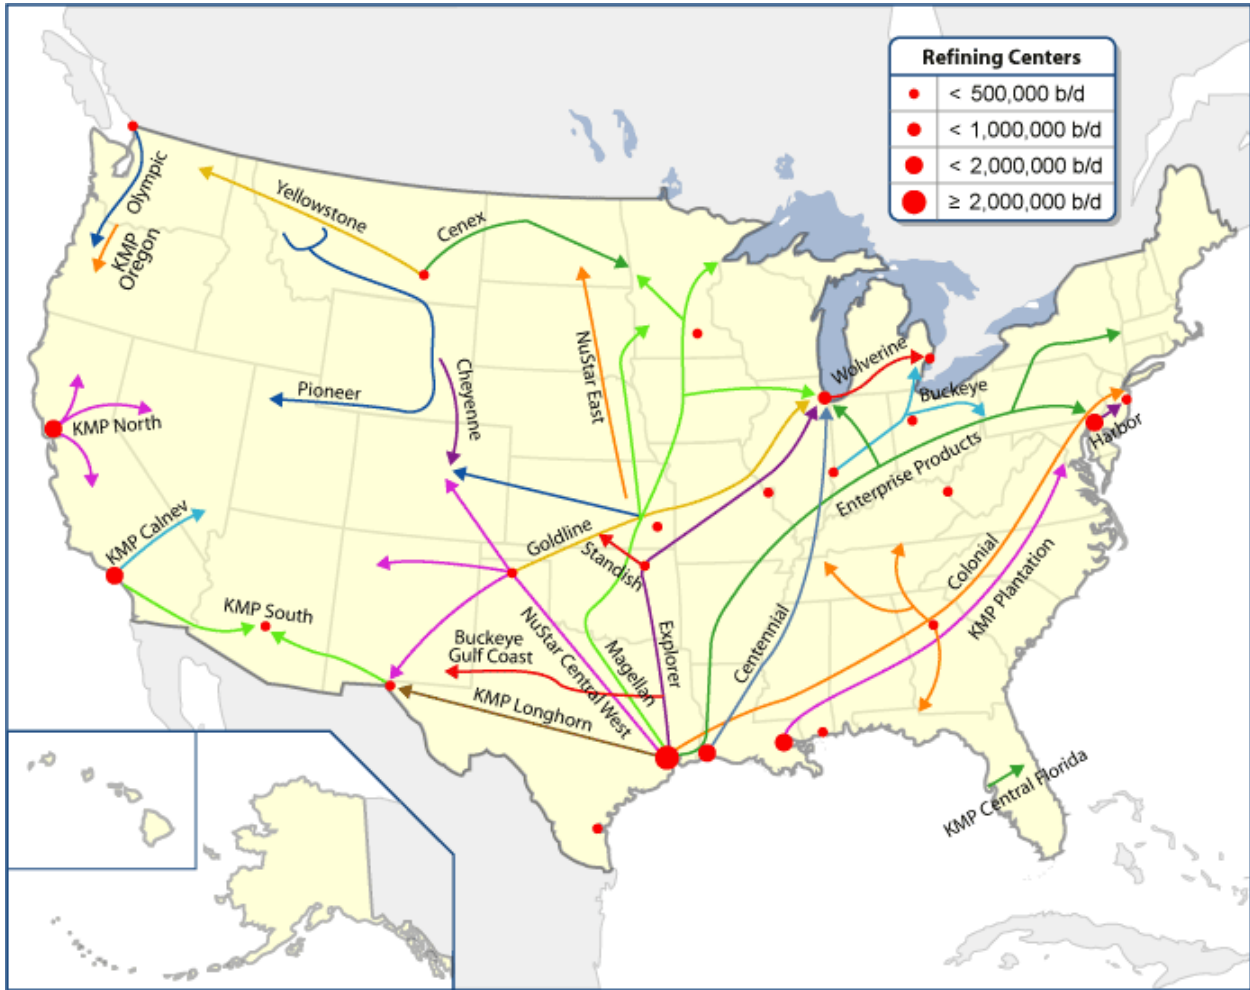 Refining Centers
< 500,000 b/d
< 1,000,000 b/d
< 2,000,000 b/d
≥ 2,000,000 b/d
Olympic
Yellowstone
Cenex
KMP
Oregon
NuStar East
Wolverine
Cheyenne
Pioneer
Buckeye
KMP North
Harbor
Enterprise Products
KMP Calnev
Goldline
Standish
Colonial
KMP Plantation
KMP South
NuStar Central West
Explorer
Centennial
Buckeye
Gulf Coast
Magellan
KMP Longhorn
KMP Central Florida